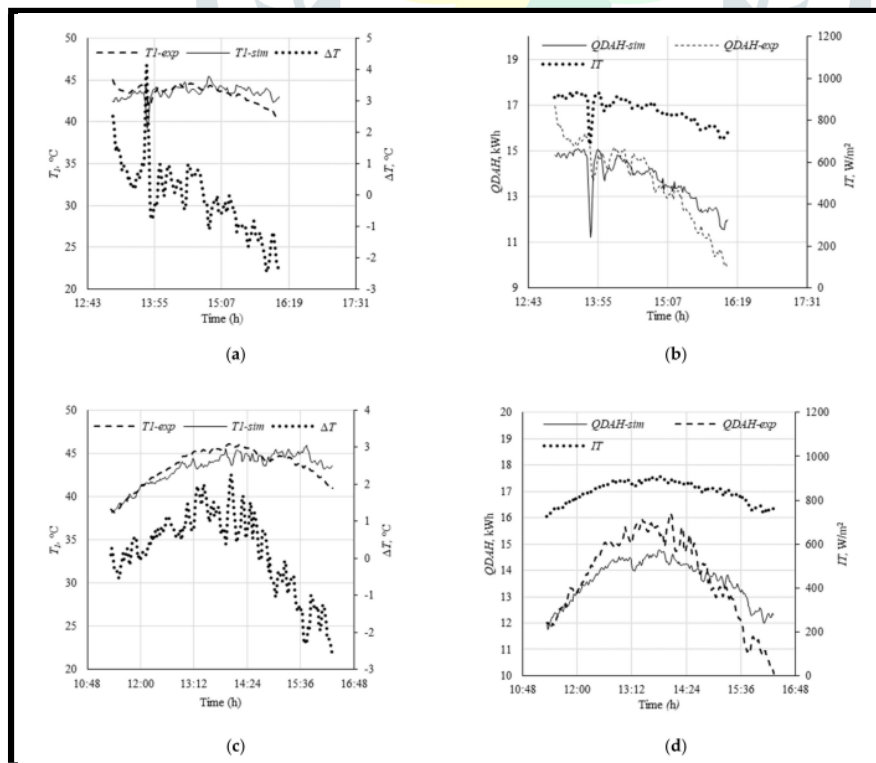 T1-exp T1-sim ΔT
50
45
40
35
30
25
20
T₁, °C
5
4
3
2
1
0
-1
-2
-3
ΔT, °C
12:43 13:55 15:07 16:19 17:31
Time (h)
(a)
QDAH-sim QDAH-exp
IT
19
17
15
13
11
9
QDAH, kWh
1200
1000
800
600
400
200
0
IT, W/m²
12:43 13:55 15:07 16:19 17:31
Time (h)
(b)
T1-exp T1-sim ΔT
50
45
40
35
30
25
20
T₁, °C
4
3
2
1
0
-1
-2
-3
ΔT, °C
10:48 12:00 13:12 14:24 15:36 16:48
Time (h)
(c)
QDAH-sim QDAH-exp
IT
20
19
18
17
16
15
14
13
12
11
10
QDAH, kWh
1200
1000
800
600
400
200
0
IT, W/m²
10:48 12:00 13:12 14:24 15:36 16:48
Time (h)
(d)